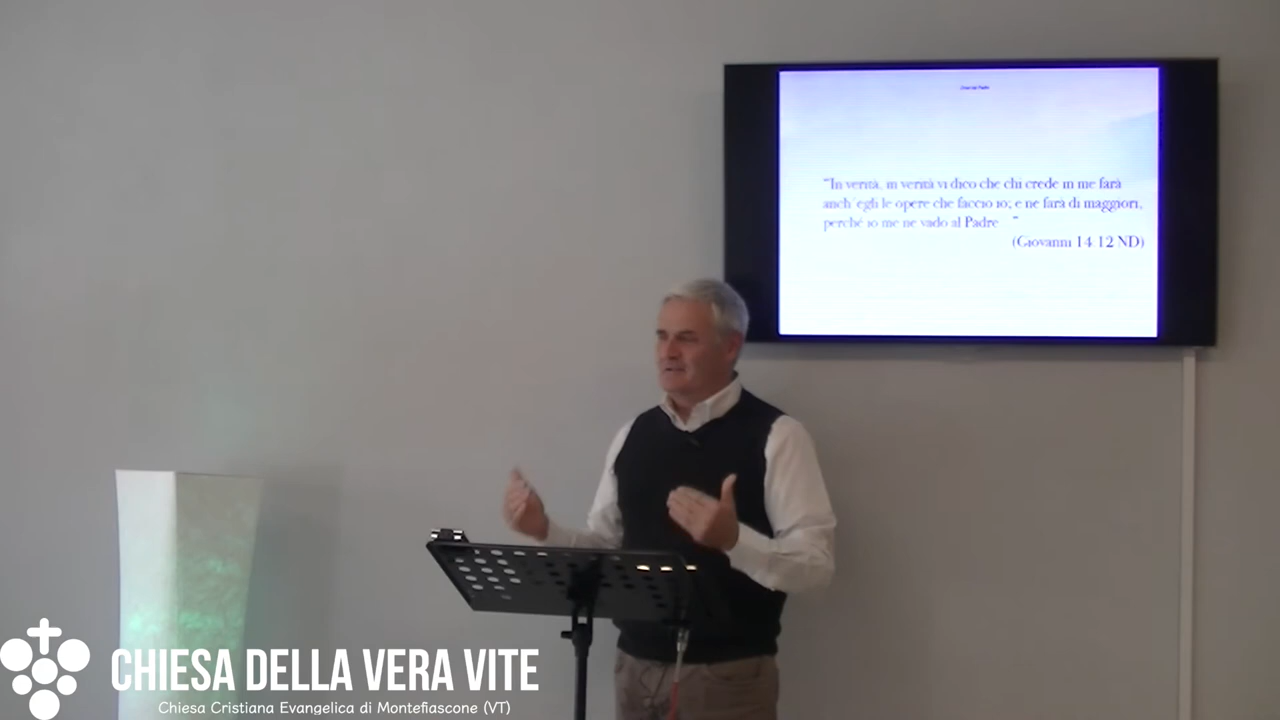 "In verità, in verità vi dico che chi crede in me farà
anch'egli le opere che faccio io; e ne farà di maggiori,
perché io me ne vado al Padre "
(Giovanni 14:12 ND)
CHIESA DELLA VERA VITE
Chiesa Cristiana Evangelica di Montefiascone (VT)